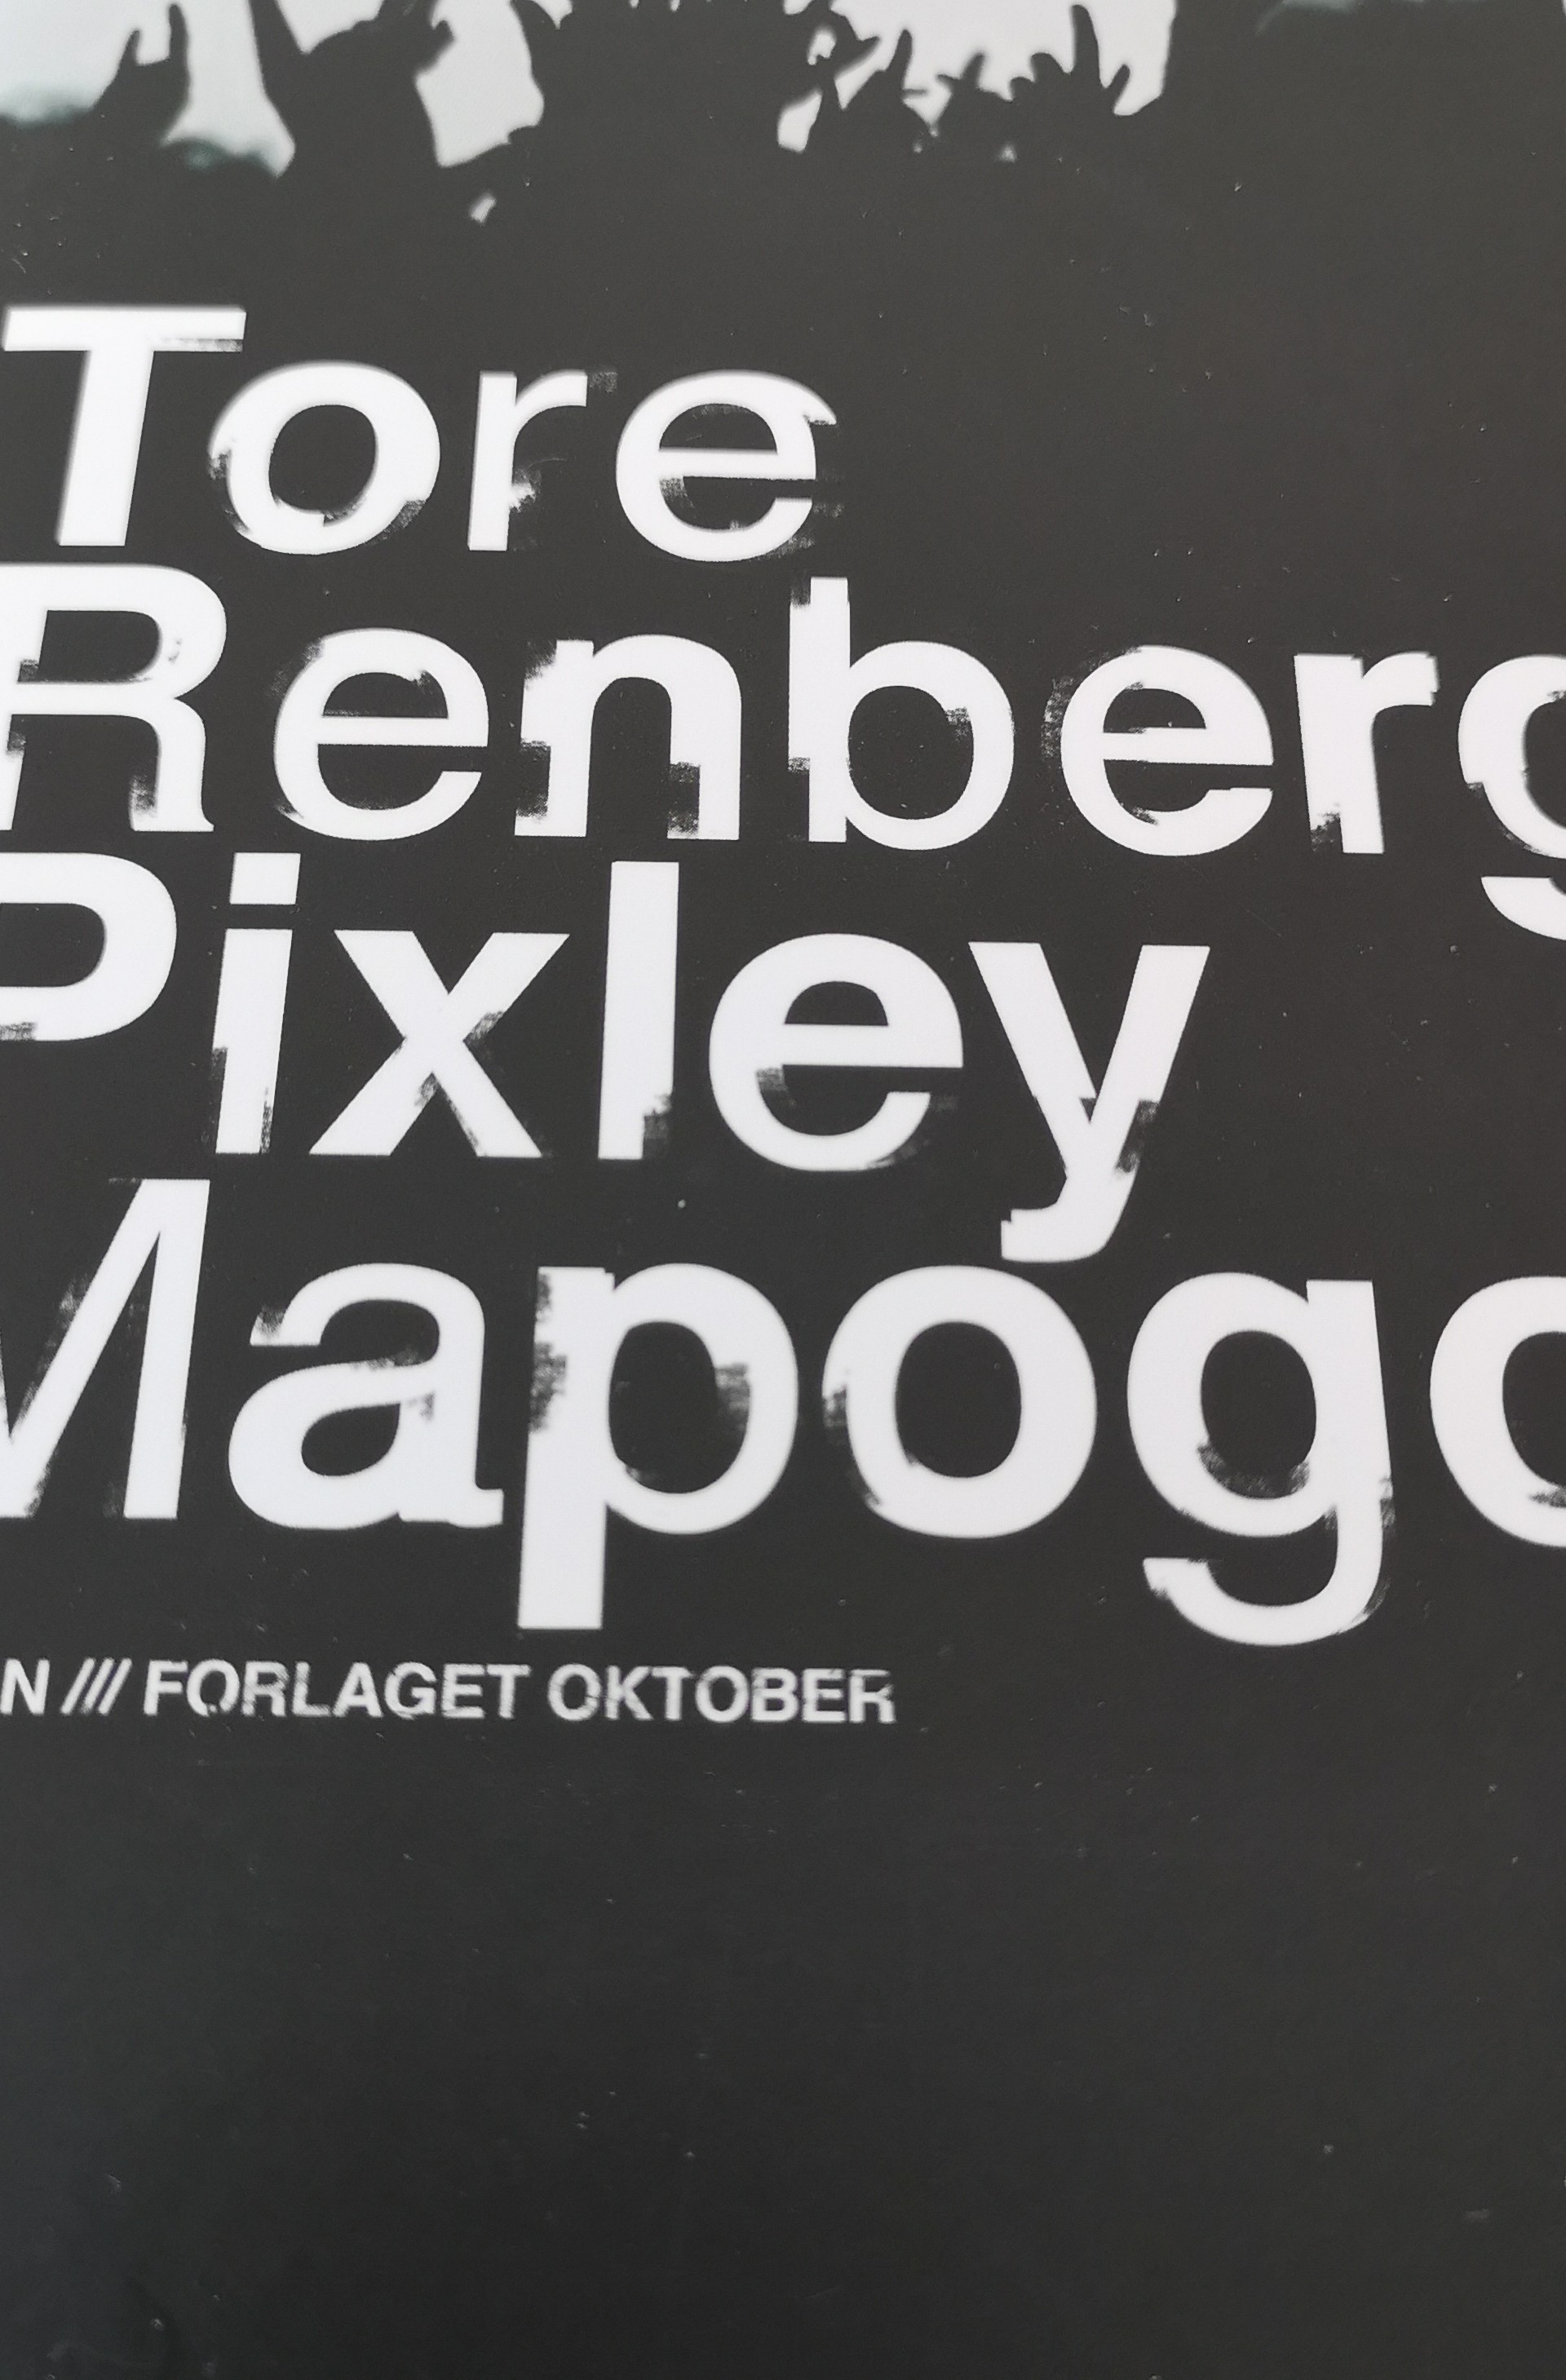 Tore
Renberg
Pixley
Mapogo
N /// FORLAGET OKTOBER